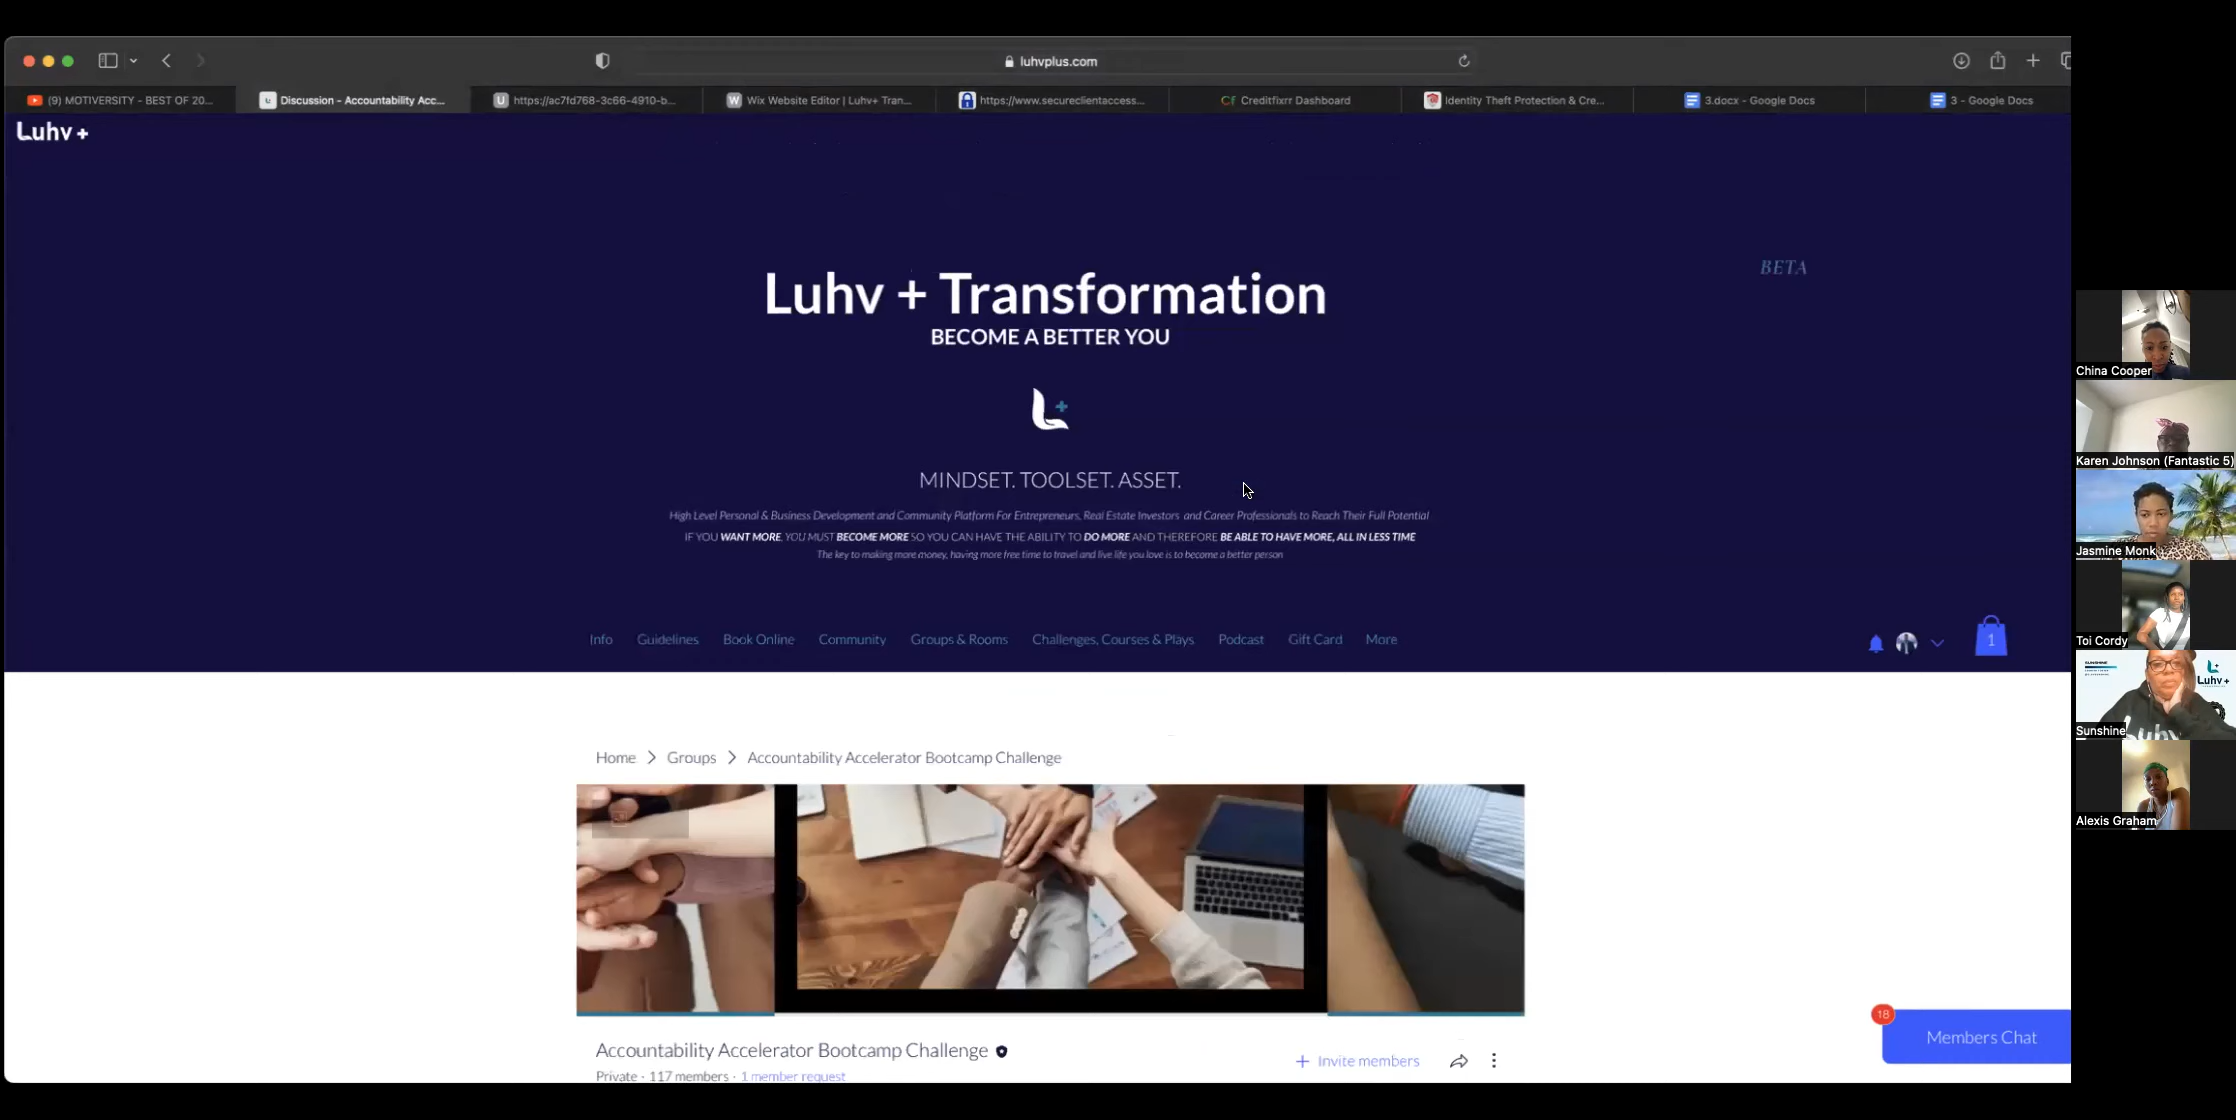 luhvplus.com
(9) MOTIVERSITY - BEST OF 20...
Discussion - Accountability Acc...
https://ac7fd768-3c66-4910-b...
Wix Website Editor | Luhv+ Tran...
https://www.secureclientaccess...
Creditfixrr Dashboard
Identity Theft Protection & Cre...
3.docx - Google Docs
3 - Google Docs
Luhv +
BETA
Luhv + Transformation
BECOME A BETTER YOU
MINDSET. TOOLSET. ASSET.
High Level Personal & Business Development and Community Platform For Entrepreneurs, Real Estate Investors and Career Professionals to Reach Their Full Potential
IF YOU WANT MORE, YOU MUST BECOME MORE SO YOU CAN HAVE THE ABILITY TO DO MORE AND THEREFORE BE ABLE TO HAVE MORE, ALL IN LESS TIME
The key to making more money, having more free time to travel and live life you love is to become a better person
Info Guidelines Book Online Community Groups & Rooms Challenges, Courses & Plays Podcast Gift Card More
1
Home > Groups > Accountability Accelerator Bootcamp Challenge
Accountability Accelerator Bootcamp Challenge
Private · 117 members · 1 member request
+ Invite members
18
Members Chat
China Cooper
Karen Johnson (Fantastic 5)
Jasmine Monk
Toi Cordy
SUNSHINE
Luhv +
Sunshine
Alexis Graham